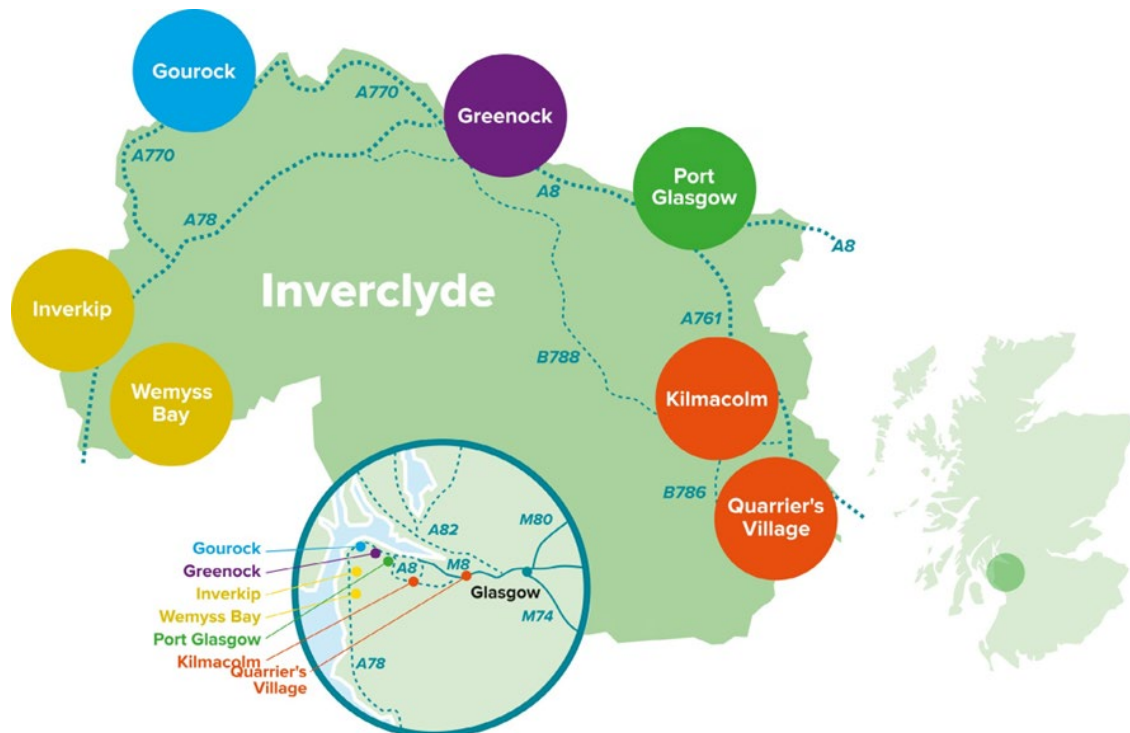 Gourock
A770
Greenock
A770
A8
Port
Glasgow
A78
A8
Inverkip
Inverclyde
A761
B788
Wemyss
Bay
Kilmacolm
B786
Quarrier's
Village
A82
M80
Gourock
Greenock
A8
M8
Inverkip
Glasgow
Wemyss Bay
M74
Port Glasgow
Kilmacolm
A78
Quarrier's
Village